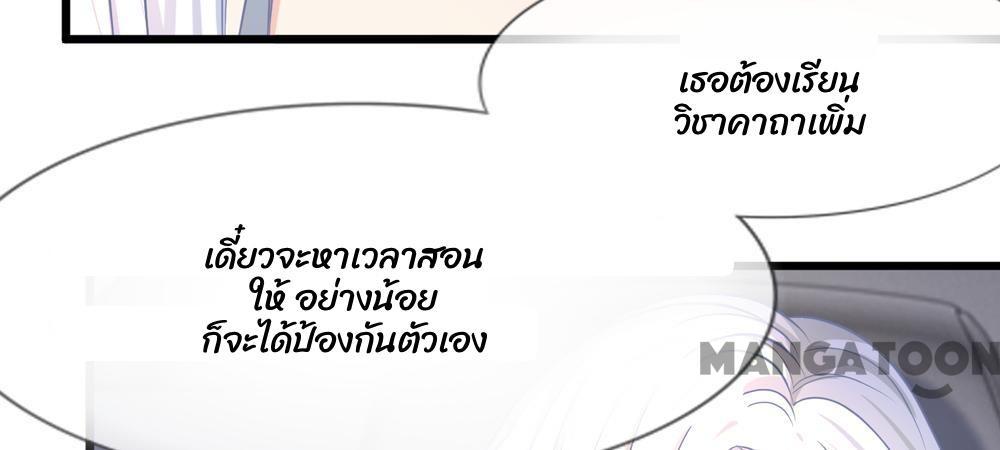 เธอต้องเรียน
วิชาคาถาเพิ่ม
เดี๋ยวจะหาเวลาสอน
ให้ อย่างน้อย
ก็จะได้ป้องกันตัวเอง
MANGATOON